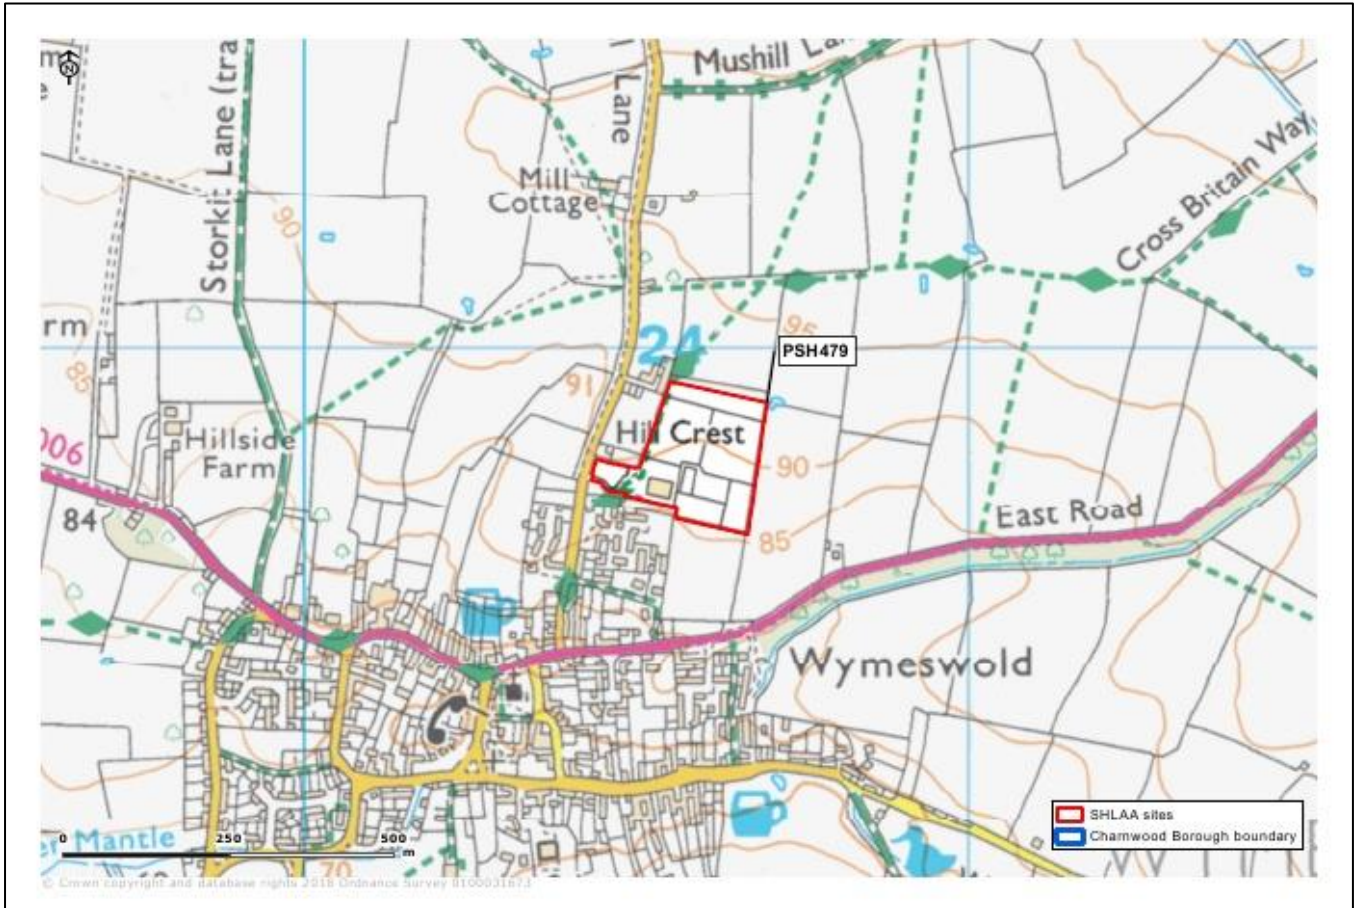 N
Mushill La
Lane
Storkit Lane (tra
Mill
Cottage
Cross Britain Way
90
95
24
PSH479
rm
91
85
Hill Crest
Hillside
Farm
006
90
84
East Road
85
Wymeswold
SHLAA sites
Charnwood Borough boundary
0 250 500
m
er Mantle
70
© Crown copyright and database rights 2018 Ordnance Survey 0100031673